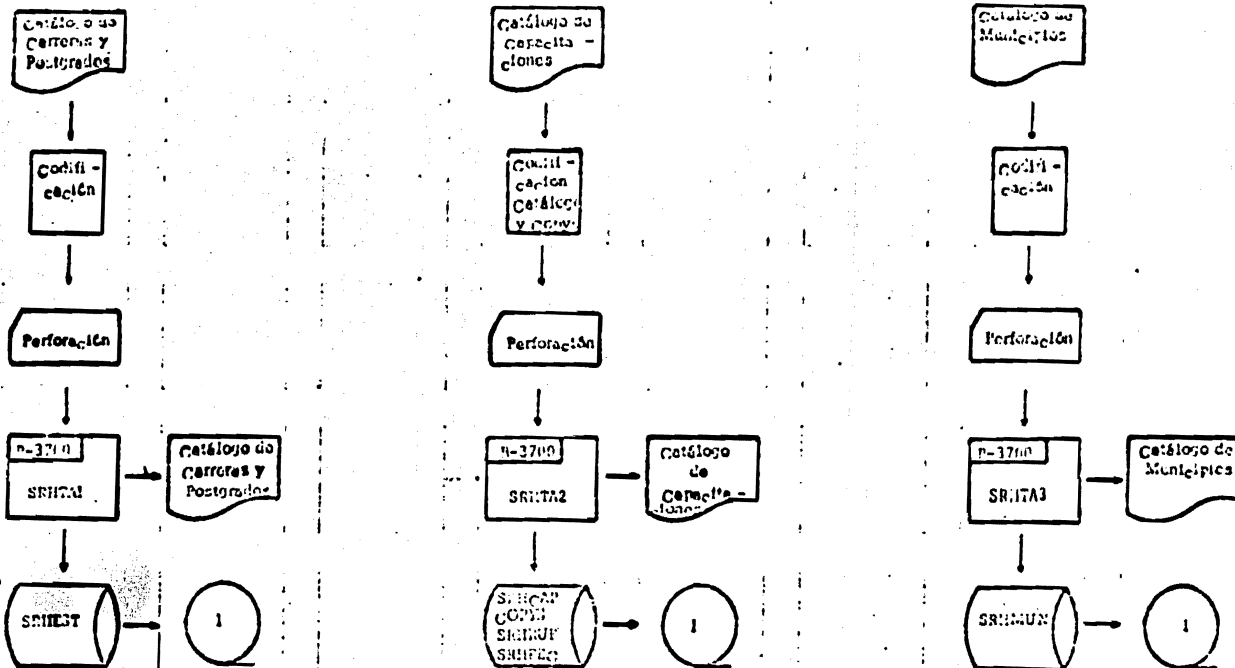 Catálogo de
Carreras y
Postgrados
Codifi -
cación
Perforación
B-3700
SRHTA1
Catálogo de
Carreras y
Postgrados
SRHEST
1
Catálogo de
Capacita -
ciones
Codifi -
cación
Catálogo
y
Perforación
B-3700
SRHTA2
Catálogo
de
Capacita -
ciones
SRHCAP
1
Catálogo de
Municipios
Codifi -
cación
Perforación
B-3700
SRHTA3
Catálogo de
Municipios
SRHMUN
1